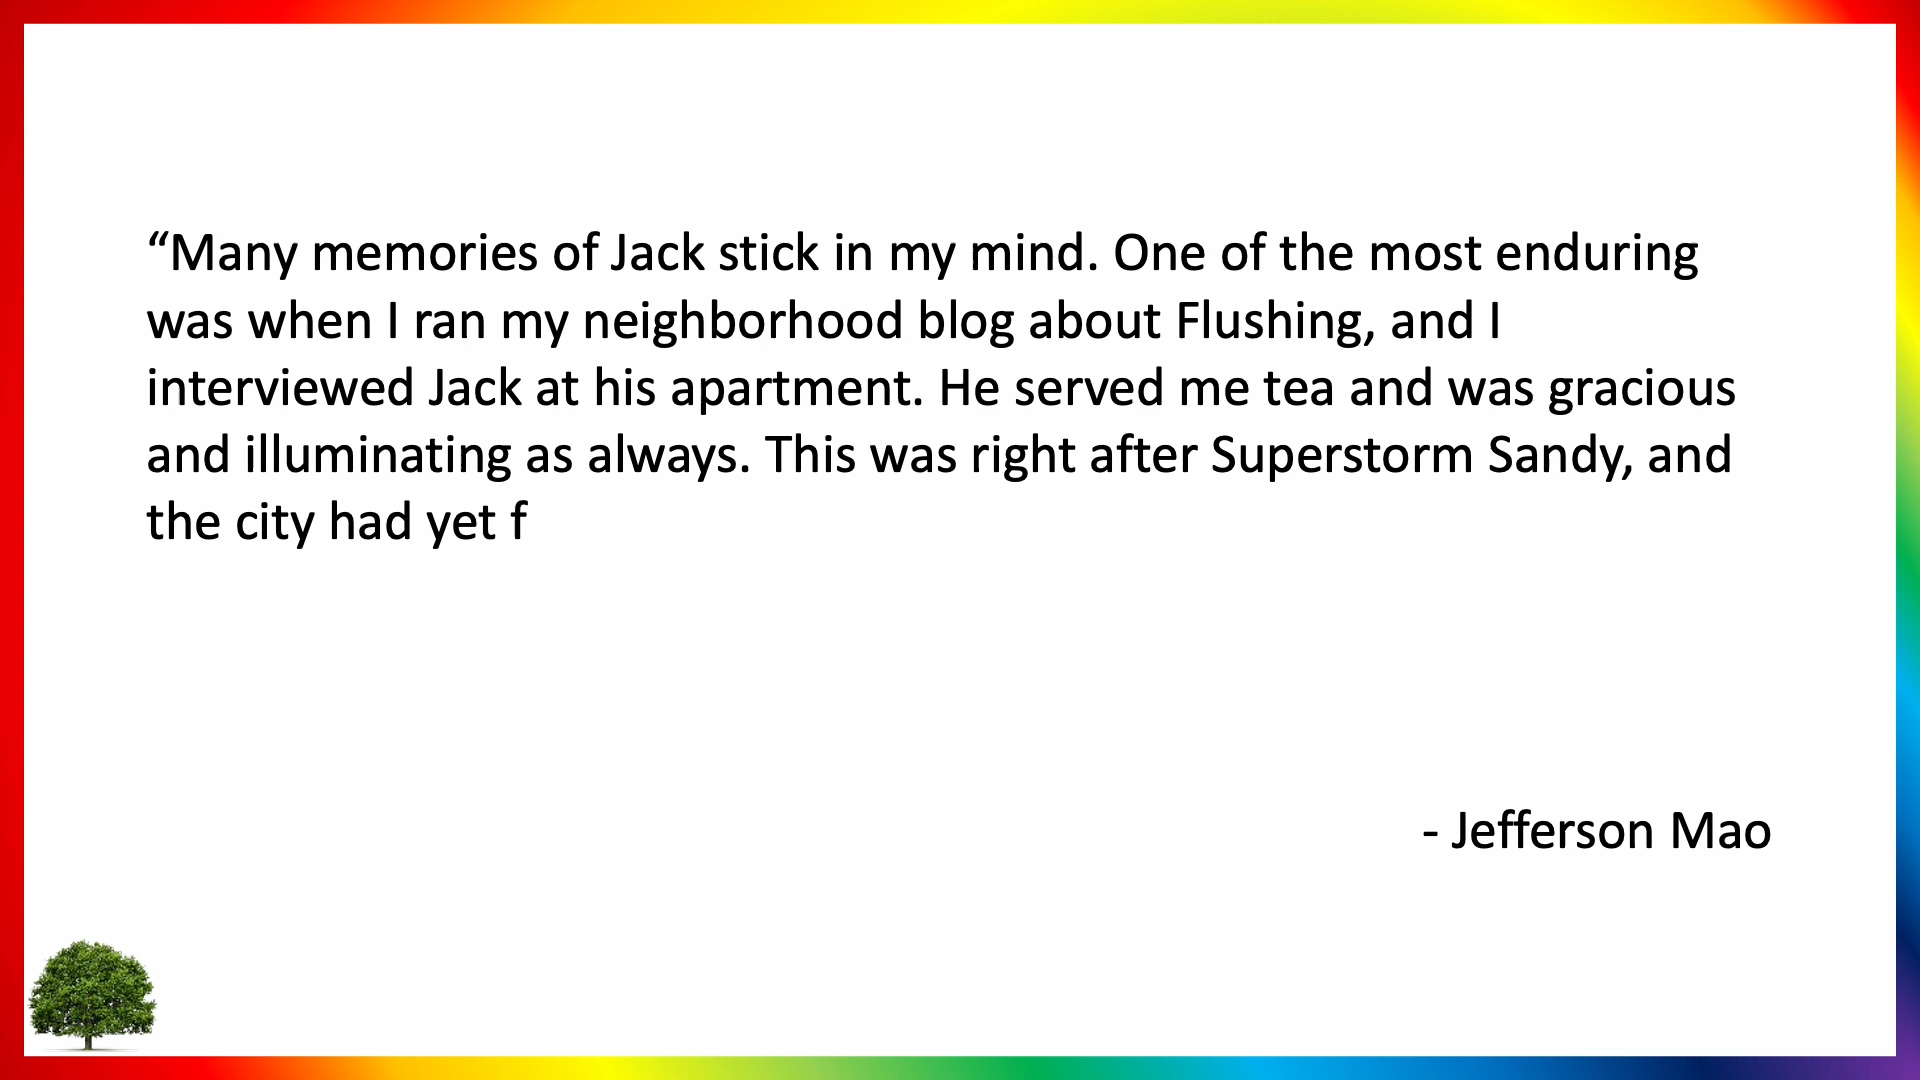 “Many memories of Jack stick in my mind. One of the most enduring
was when I ran my neighborhood blog about Flushing, and I
interviewed Jack at his apartment. He served me tea and was gracious
and illuminating as always. This was right after Superstorm Sandy, and
the city had yet f
- Jefferson Mao